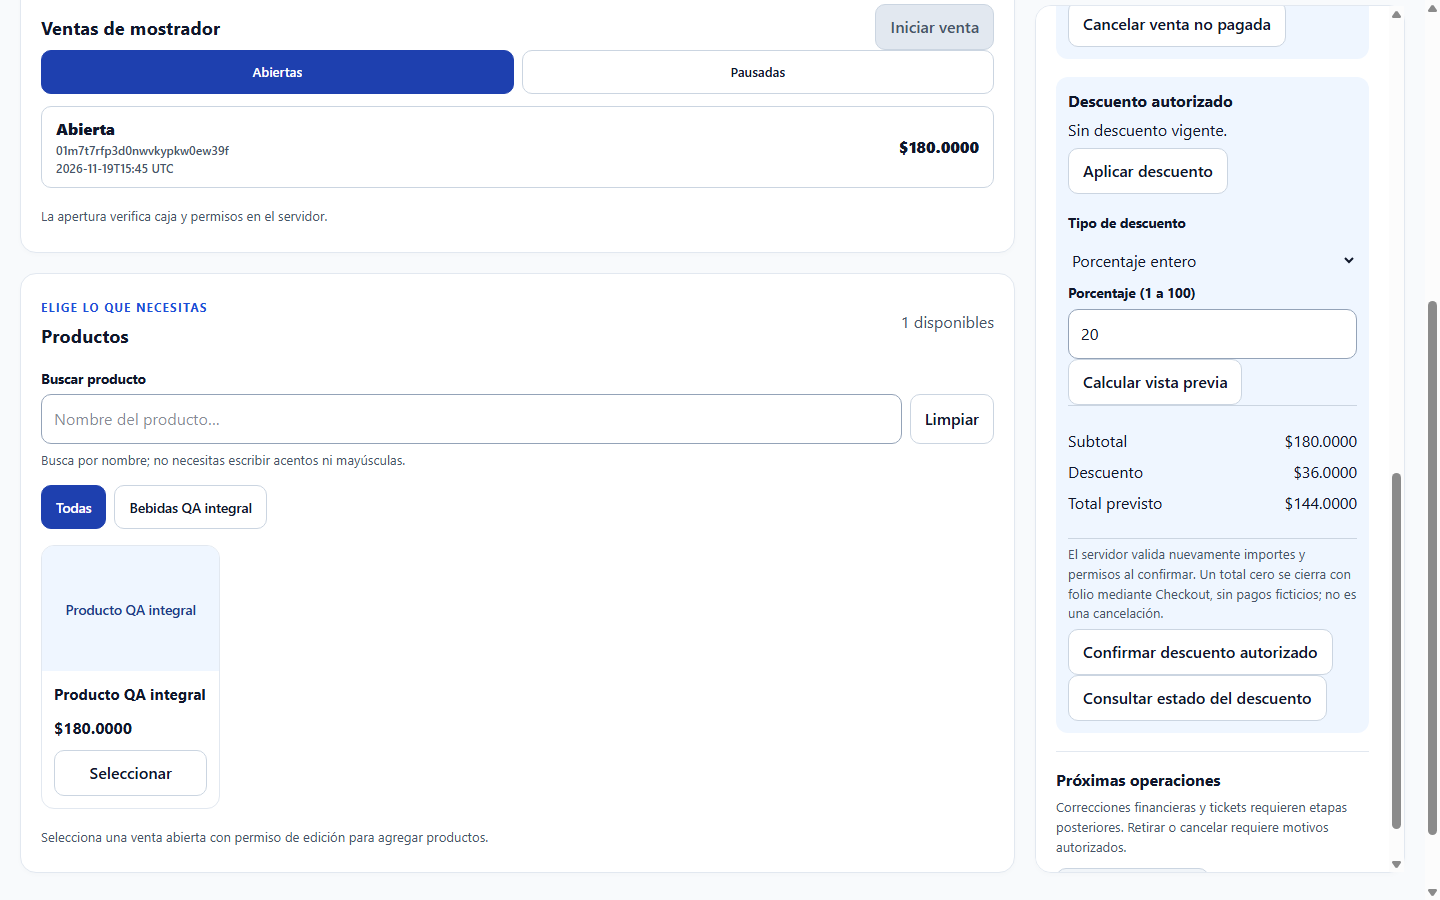 Ventas de mostrador
Iniciar venta
Abiertas
Pausadas
Abierta
01m7t7rfp3d0nwvkypkw0ew39f
2026-11-19T15:45 UTC
$180.0000
La apertura verifica caja y permisos en el servidor.
ELIGE LO QUE NECESITAS
Productos
1 disponibles
Buscar producto
Nombre del producto...
Limpiar
Busca por nombre; no necesitas escribir acentos ni mayúsculas.
Todas
Bebidas QA integral
Producto QA integral
Producto QA integral
$180.0000
Seleccionar
Selecciona una venta abierta con permiso de edición para agregar productos.
Cancelar venta no pagada
Descuento autorizado
Sin descuento vigente.
Aplicar descuento
Tipo de descuento
Porcentaje entero
Porcentaje (1 a 100)
20
Calcular vista previa
Subtotal $180.0000
Descuento $36.0000
Total previsto $144.0000
El servidor valida nuevamente importes y
permisos al confirmar. Un total cero se cierra con
folio mediante Checkout, sin pagos ficticios; no es
una cancelación.
Confirmar descuento autorizado
Consultar estado del descuento
Próximas operaciones
Correcciones financieras y tickets requieren etapas
posteriores. Retirar o cancelar requiere motivos
autorizados.